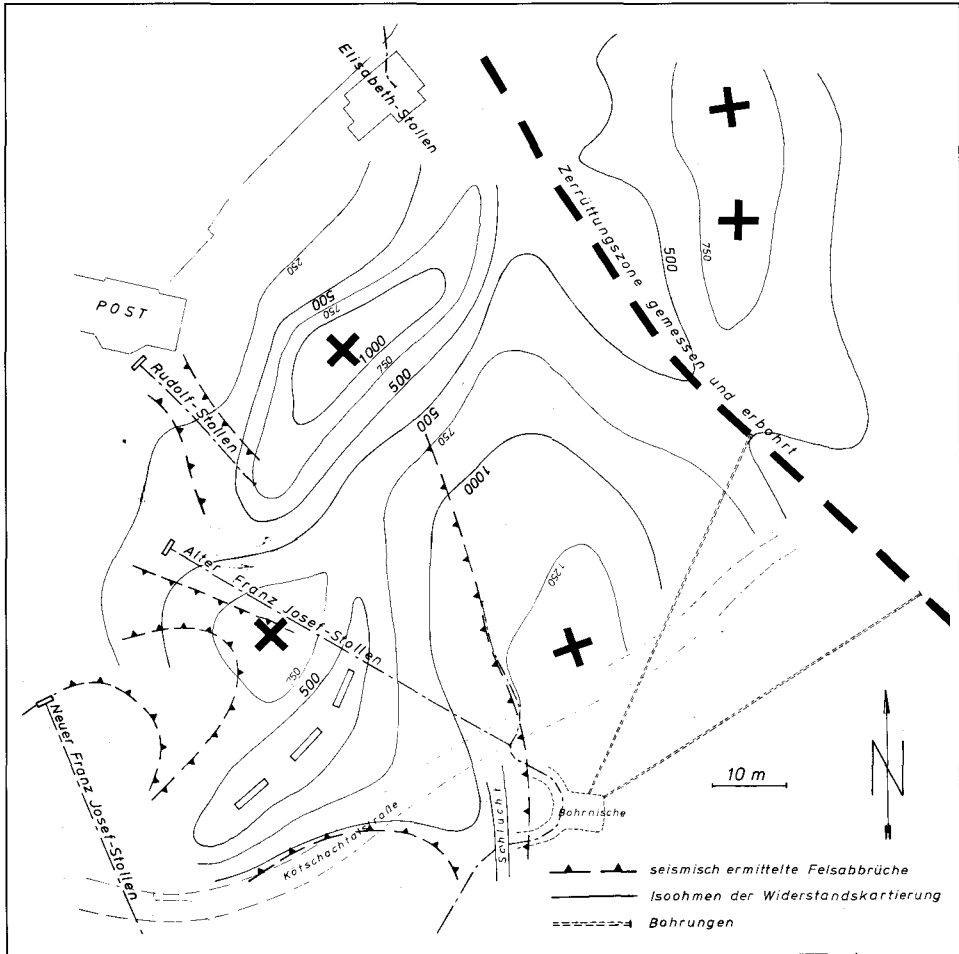 Elisabeth-Stollen
Zerrüttungszone gemessen und erbohrt
750
500
250
POST
500
750
1000
750
500
Rudolf-Stollen
500
750
1000
Alter Franz Josef-Stollen
1250
750
500
Neuer Franz Josef-Stollen
10 m
N
Schlucht
Bohrnische
Kötschachtalstraße
seismisch ermittelte Felsabbrüche
Isoohmen der Widerstandskartierung
Bohrungen